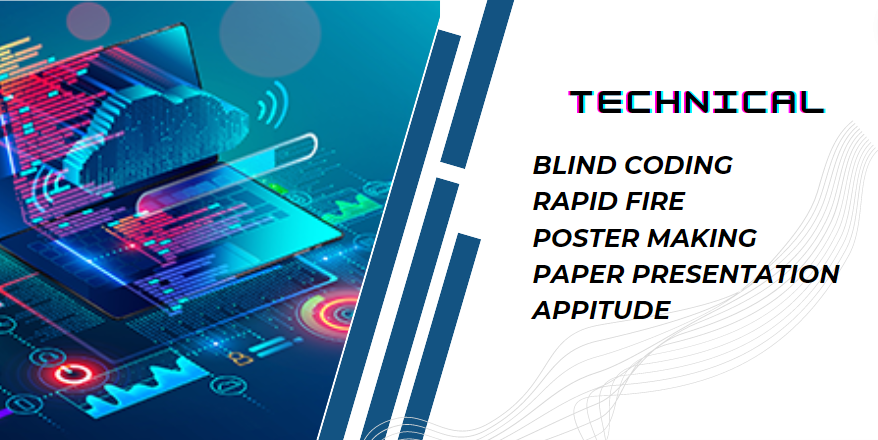 TECHNICAL
BLIND CODING
RAPID FIRE
POSTER MAKING
PAPER PRESENTATION
APPITUDE